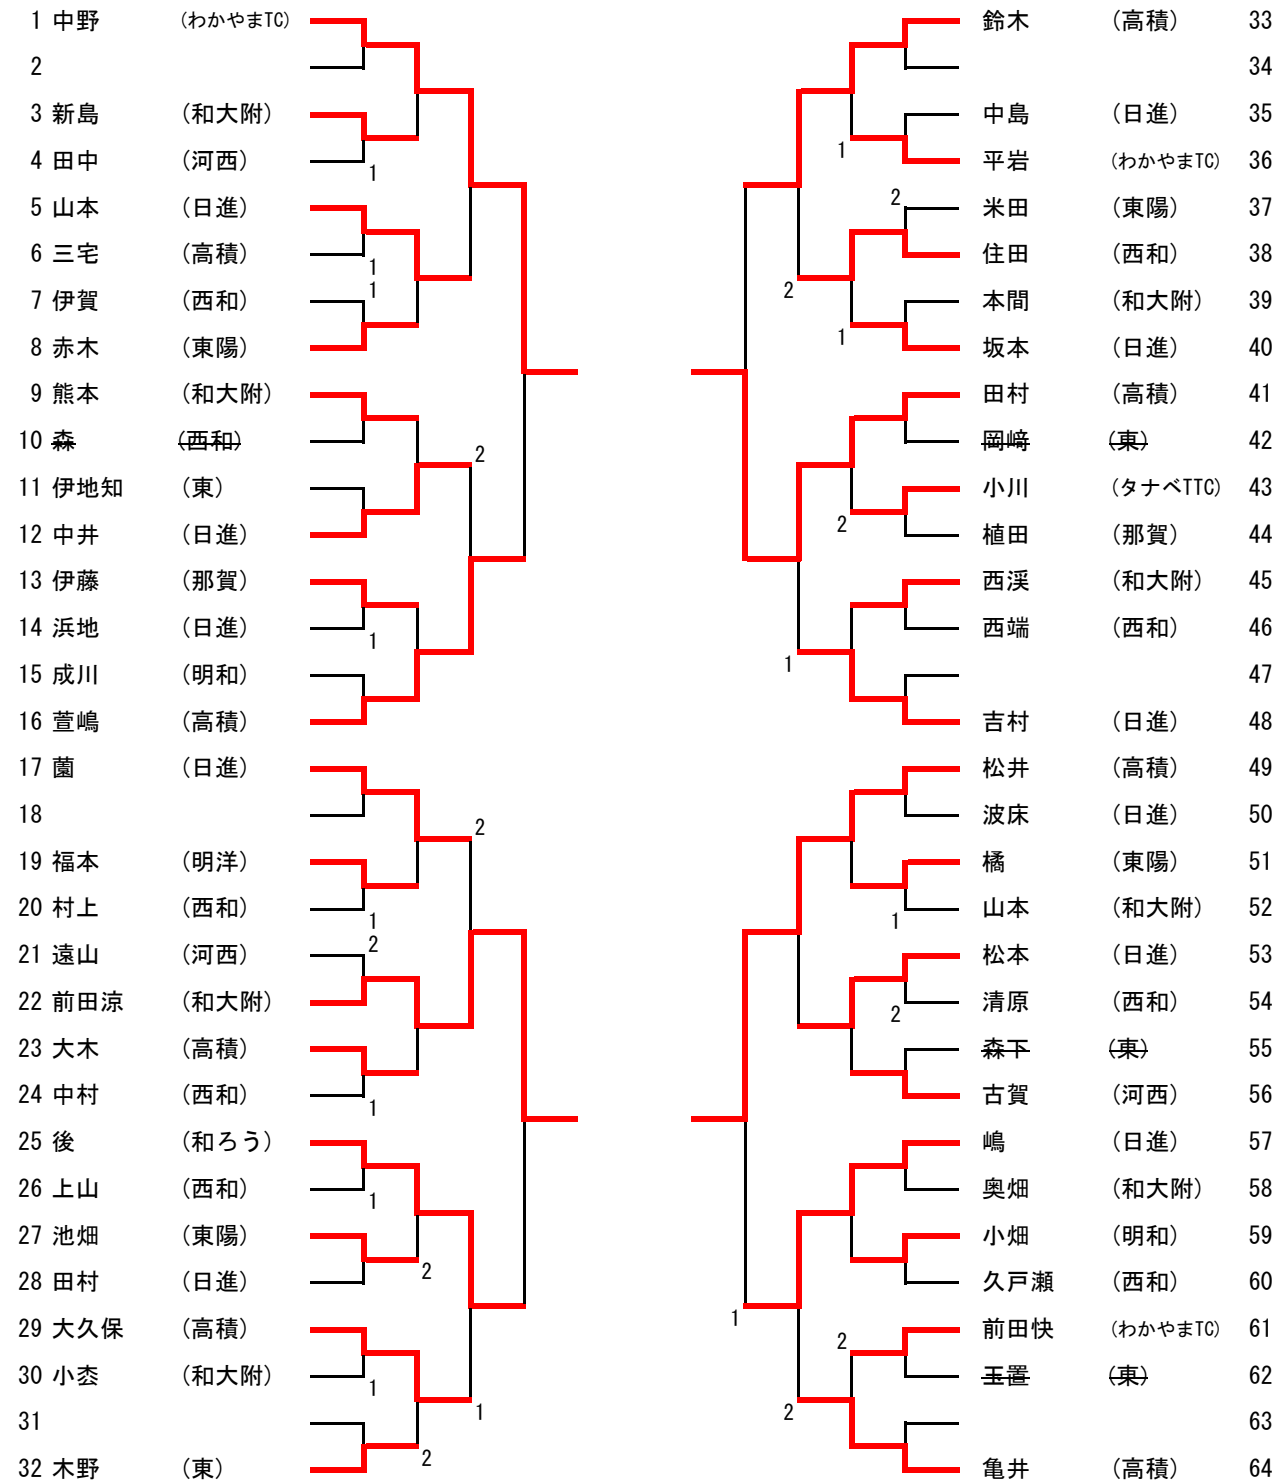 1 中野 (わかやまTC)
2
3 新島 (和大附)
4 田中 (河西)
1
5 山本 (日進)
6 三宅 (高積)
1
1
7 伊賀 (西和)
8 赤木 (東陽)
9 熊本 (和大附)
10 森 (西和)
2
11 伊地知 (東)
12 中井 (日進)
13 伊藤 (那賀)
14 浜地 (日進)
1
15 成川 (明和)
16 萱嶋 (高積)
17 薗 (日進)
18
2
19 福本 (明洋)
20 村上 (西和)
1
2
21 遠山 (河西)
22 前田涼 (和大附)
23 大木 (高積)
24 中村 (西和)
1
25 後 (和ろう)
26 上山 (西和)
1
27 池畑 (東陽)
2
28 田村 (日進)
29 大久保 (高積)
30 小枩 (和大附)
1
31
1
2
32 木野 (東)
鈴木 (高積) 33
34
中島 (日進) 35
1
平岩 (わかやまTC) 36
2
米田 (東陽) 37
住田 (西和) 38
2
本間 (和大附) 39
1
坂本 (日進) 40
田村 (高積) 41
岡﨑 (東) 42
小川 (タナベTTC) 43
2
植田 (那賀) 44
西渓 (和大附) 45
西端 (西和) 46
1
47
吉村 (日進) 48
松井 (高積) 49
波床 (日進) 50
橘 (東陽) 51
山本 (和大附) 52
1
松本 (日進) 53
清原 (西和) 54
2
森下 (東) 55
古賀 (河西) 56
嶋 (日進) 57
奥畑 (和大附) 58
小畑 (明和) 59
久戸瀬 (西和) 60
1
前田快 (わかやまTC) 61
2
玉置 (東) 62
2
63
亀井 (高積) 64